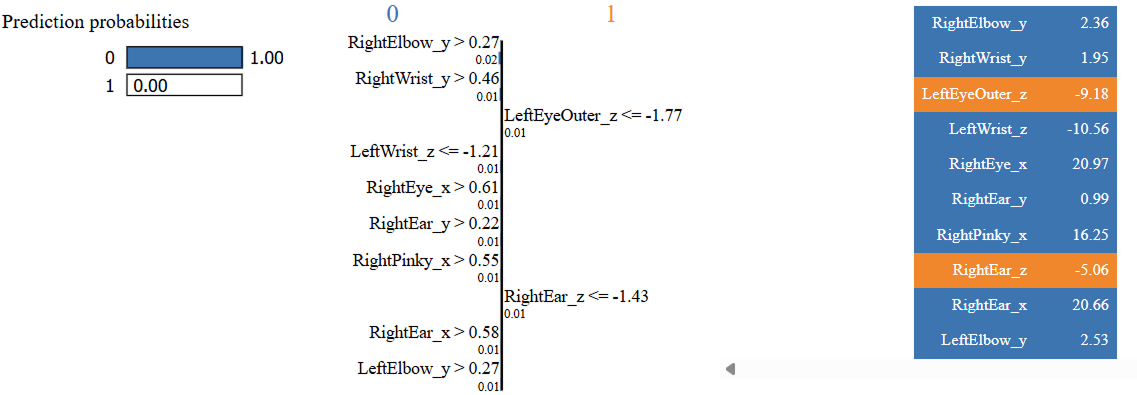 Prediction probabilities
0 1.00
1 0.00
0 1
RightElbow_y > 0.27
0.02
RightWrist_y > 0.46
0.01
LeftEyeOuter_z <= -1.77
0.01
LeftWrist_z <= -1.21
0.01
RightEye_x > 0.61
0.01
RightEar_y > 0.22
0.01
RightPinky_x > 0.55
0.01
RightEar_z <= -1.43
0.01
RightEar_x > 0.58
0.01
LeftElbow_y > 0.27
0.01
RightElbow_y 2.36
RightWrist_y 1.95
LeftEyeOuter_z -9.18
LeftWrist_z -10.56
RightEye_x 20.97
RightEar_y 0.99
RightPinky_x 16.25
RightEar_z -5.06
RightEar_x 20.66
LeftElbow_y 2.53